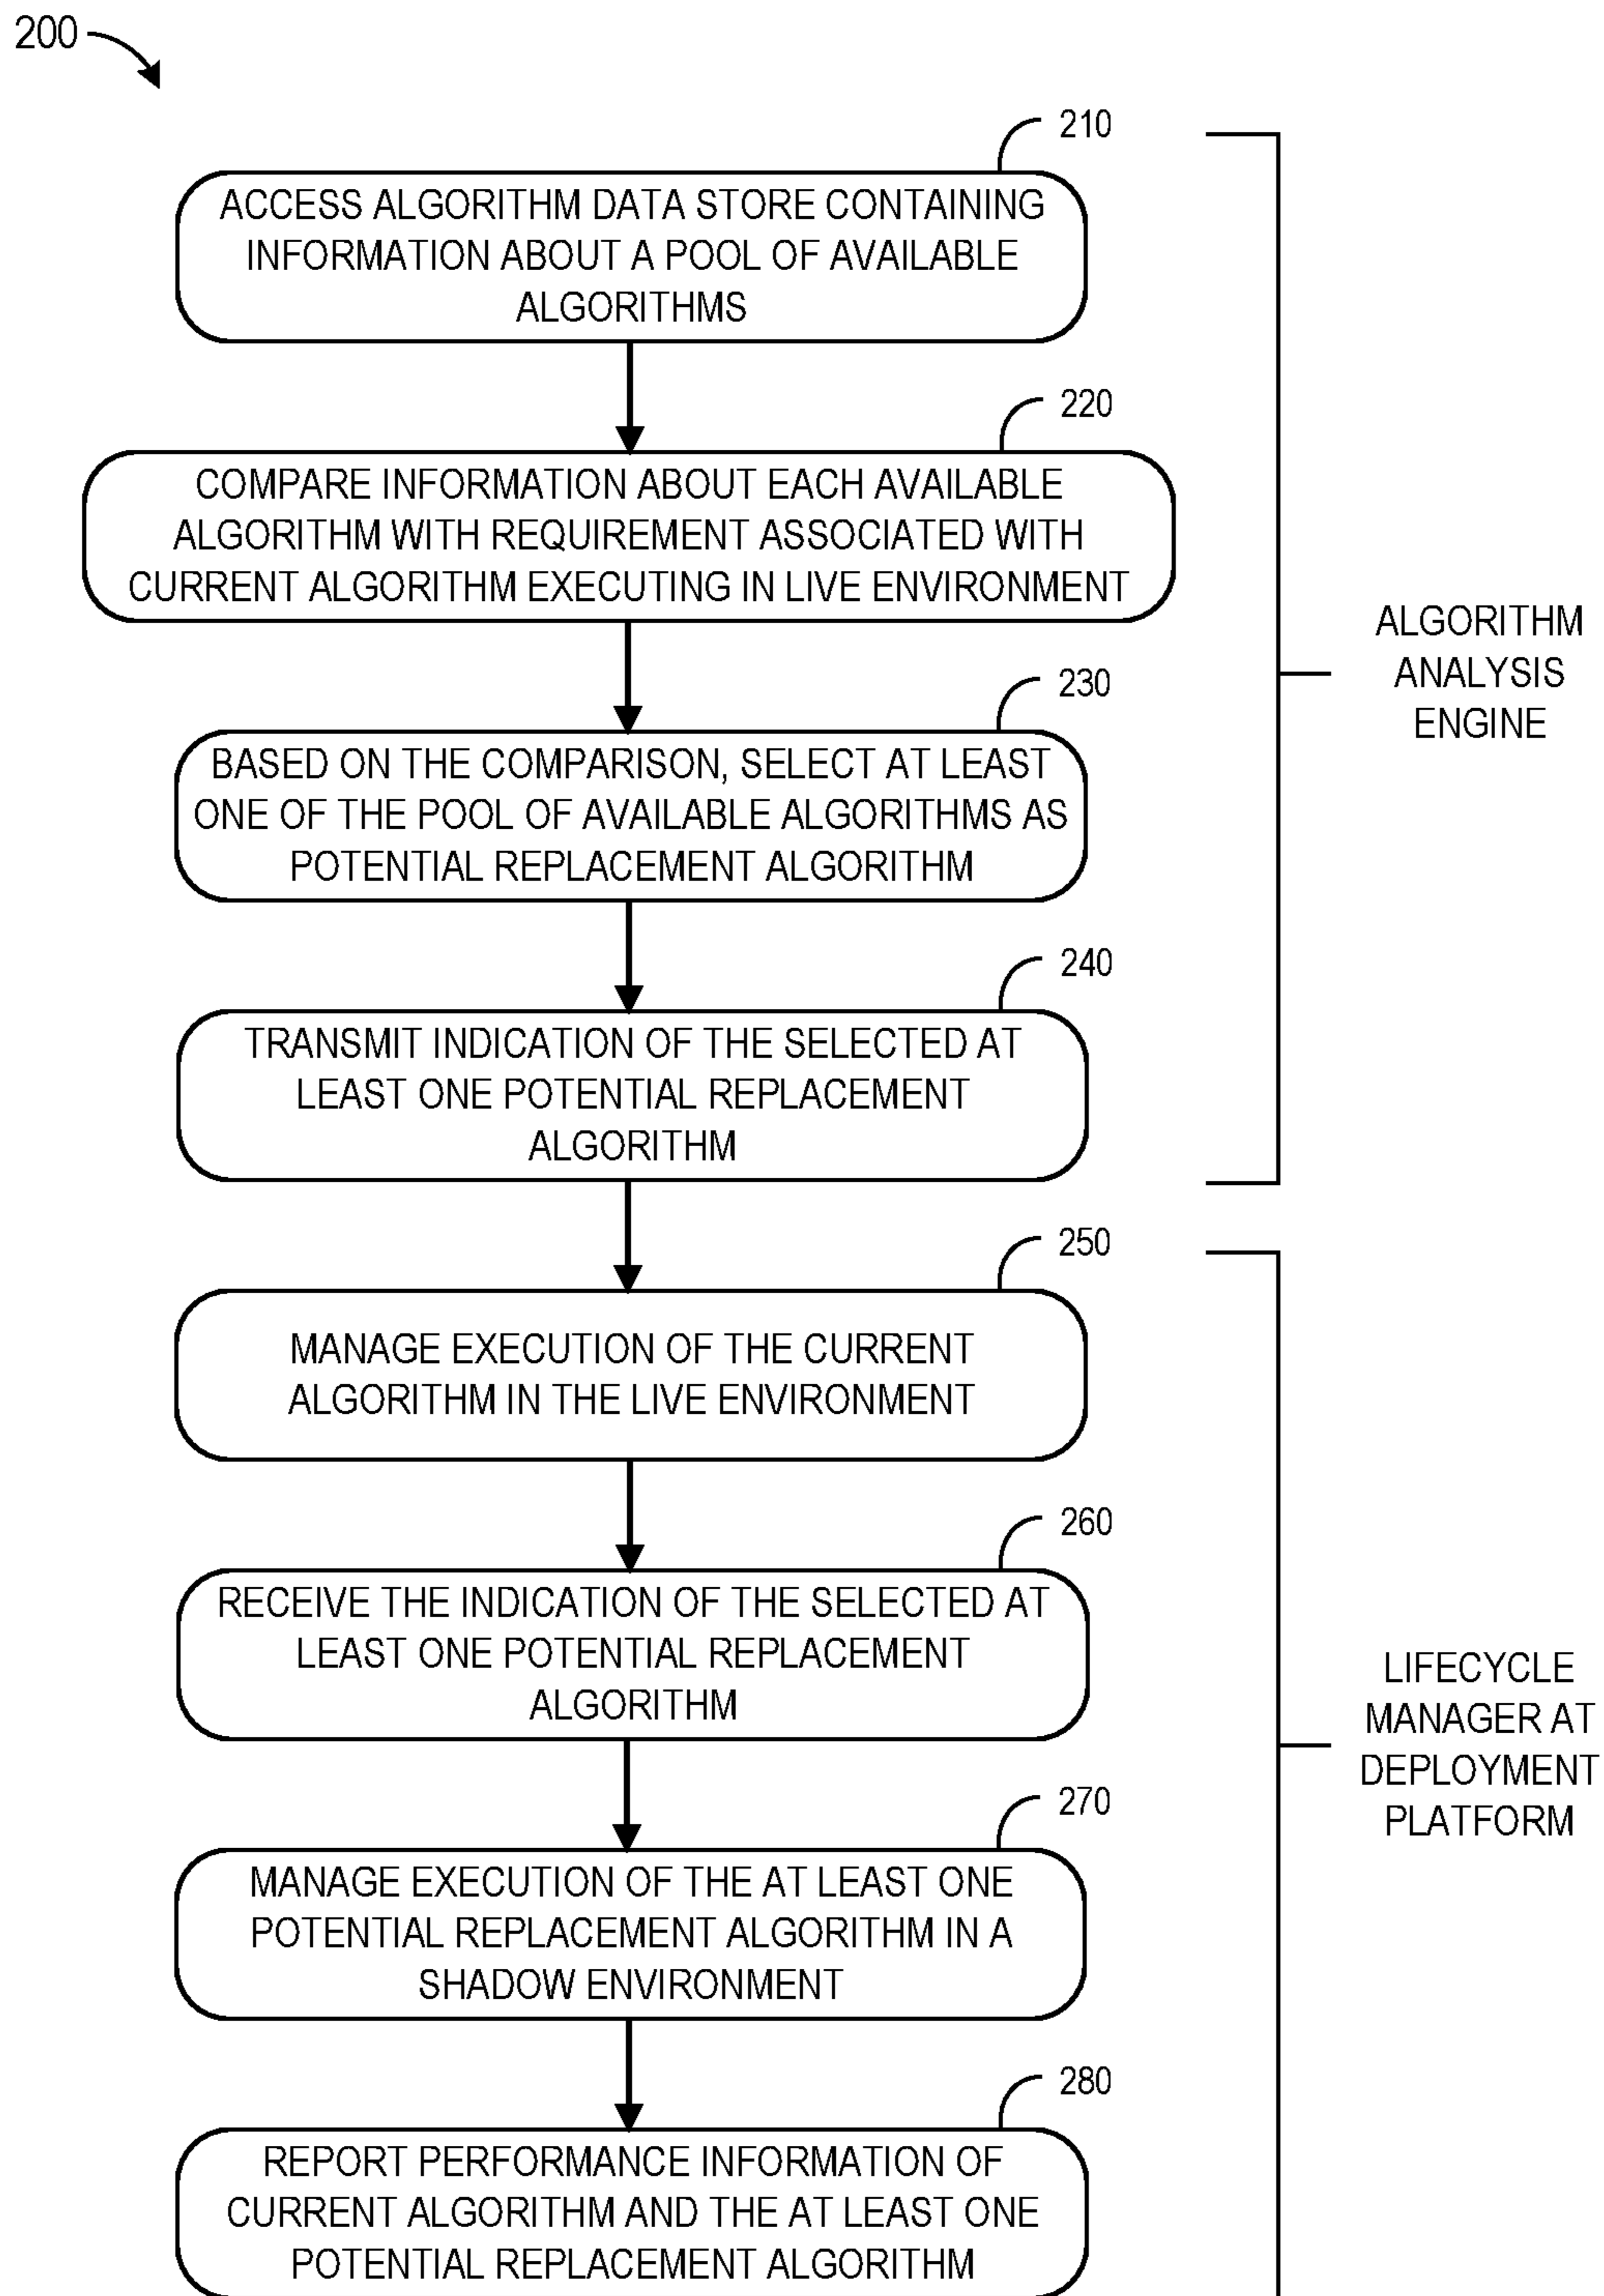 200
210
ACCESS ALGORITHM DATA STORE CONTAINING
INFORMATION ABOUT A POOL OF AVAILABLE
ALGORITHMS
220
COMPARE INFORMATION ABOUT EACH AVAILABLE
ALGORITHM WITH REQUIREMENT ASSOCIATED WITH
CURRENT ALGORITHM EXECUTING IN LIVE ENVIRONMENT
230
BASED ON THE COMPARISON, SELECT AT LEAST
ONE OF THE POOL OF AVAILABLE ALGORITHMS AS
POTENTIAL REPLACEMENT ALGORITHM
240
TRANSMIT INDICATION OF THE SELECTED AT
LEAST ONE POTENTIAL REPLACEMENT
ALGORITHM
ALGORITHM
ANALYSIS
ENGINE
250
MANAGE EXECUTION OF THE CURRENT
ALGORITHM IN THE LIVE ENVIRONMENT
260
RECEIVE THE INDICATION OF THE SELECTED AT
LEAST ONE POTENTIAL REPLACEMENT
ALGORITHM
270
MANAGE EXECUTION OF THE AT LEAST ONE
POTENTIAL REPLACEMENT ALGORITHM IN A
SHADOW ENVIRONMENT
280
REPORT PERFORMANCE INFORMATION OF
CURRENT ALGORITHM AND THE AT LEAST ONE
POTENTIAL REPLACEMENT ALGORITHM
LIFECYCLE
MANAGER AT
DEPLOYMENT
PLATFORM